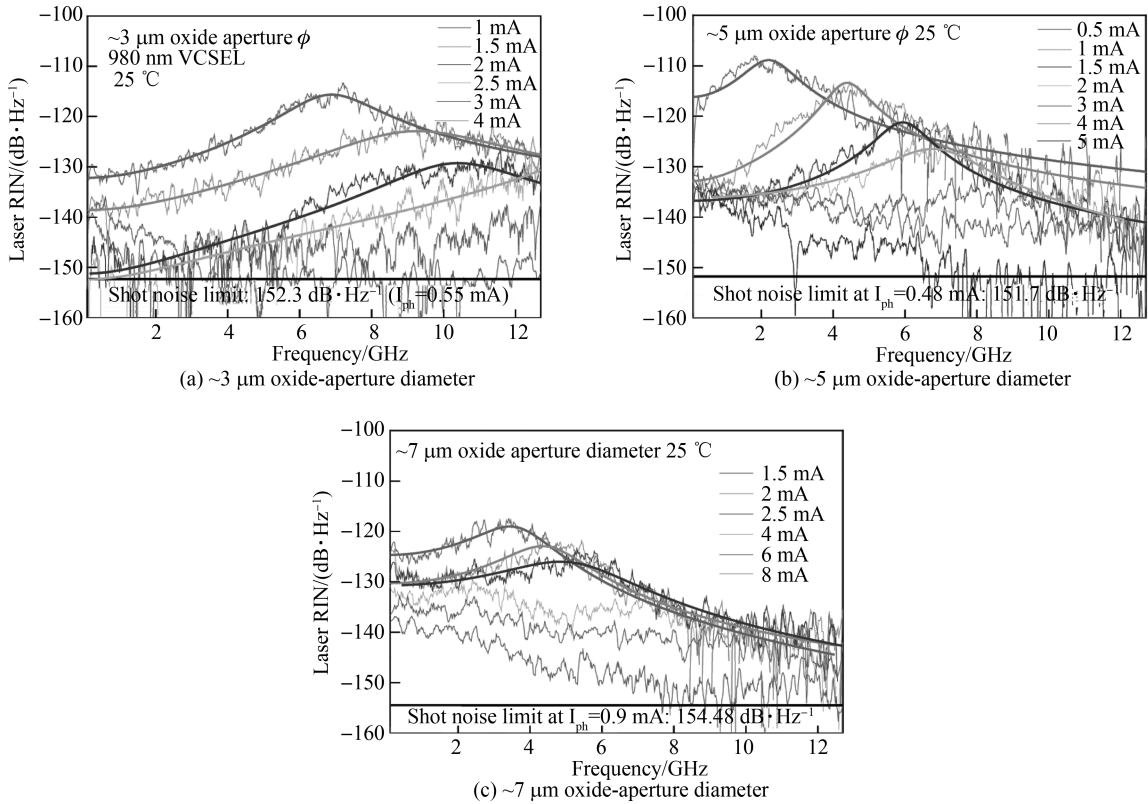 −100
−110
−120
−130
−140
−150
−160
Laser RIN/(dB·Hz⁻¹)
~3 μm oxide aperture ϕ
980 nm VCSEL
25 ℃
1 mA
1.5 mA
2 mA
2.5 mA
3 mA
4 mA
Shot noise limit: 152.3 dB·Hz⁻¹ (Iph=0.55 mA)
2 4 6 8 10 12
Frequency/GHz
(a) ~3 μm oxide-aperture diameter
−100
−110
−120
−130
−140
−150
−160
Laser RIN/(dB·Hz⁻¹)
~5 μm oxide aperture ϕ 25 ℃
0.5 mA
1 mA
1.5 mA
2 mA
3 mA
4 mA
5 mA
Shot noise limit at Iph=0.48 mA: 151.7 dB·Hz⁻¹
2 4 6 8 10 12
Frequency/GHz
(b) ~5 μm oxide-aperture diameter
−100
−110
−120
−130
−140
−150
−160
Laser RIN/(dB·Hz⁻¹)
~7 μm oxide aperture diameter 25 ℃
1.5 mA
2 mA
2.5 mA
4 mA
6 mA
8 mA
Shot noise limit at Iph=0.9 mA: 154.48 dB·Hz⁻¹
2 4 6 8 10 12
Frequency/GHz
(c) ~7 μm oxide-aperture diameter